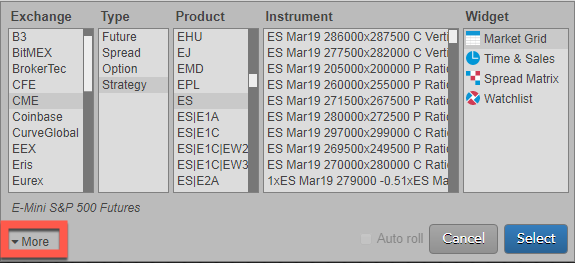 Exchange Type Product Instrument Widget
B3 Future EHU ES Mar19 286000x287500 C Verti Market Grid
BitMEX Spread EJ ES Mar19 277500x282000 C Verti Time & Sales
BrokerTec Option EMD ES Mar19 205000x200000 P Ratio Spread Matrix
CFE Strategy EPL ES Mar19 260000x255000 P Ratio Watchlist
CME ES ES Mar19 271500x267500 P Ratio
Coinbase ES|E1A ES Mar19 280000x272500 P Ratio
CurveGlobal ES|E1C ES Mar19 297000x299000 C Ratio
EEX ES|E1C|EW2 ES Mar19 269500x249500 P Ratio
Eris ES|E1C|EW3 ES Mar19 270000x280000 C Ratio
Eurex ES|E2A 1xES Mar19 279000 -0.51xES Ma
E-Mini S&P 500 Futures
More Auto roll Cancel Select